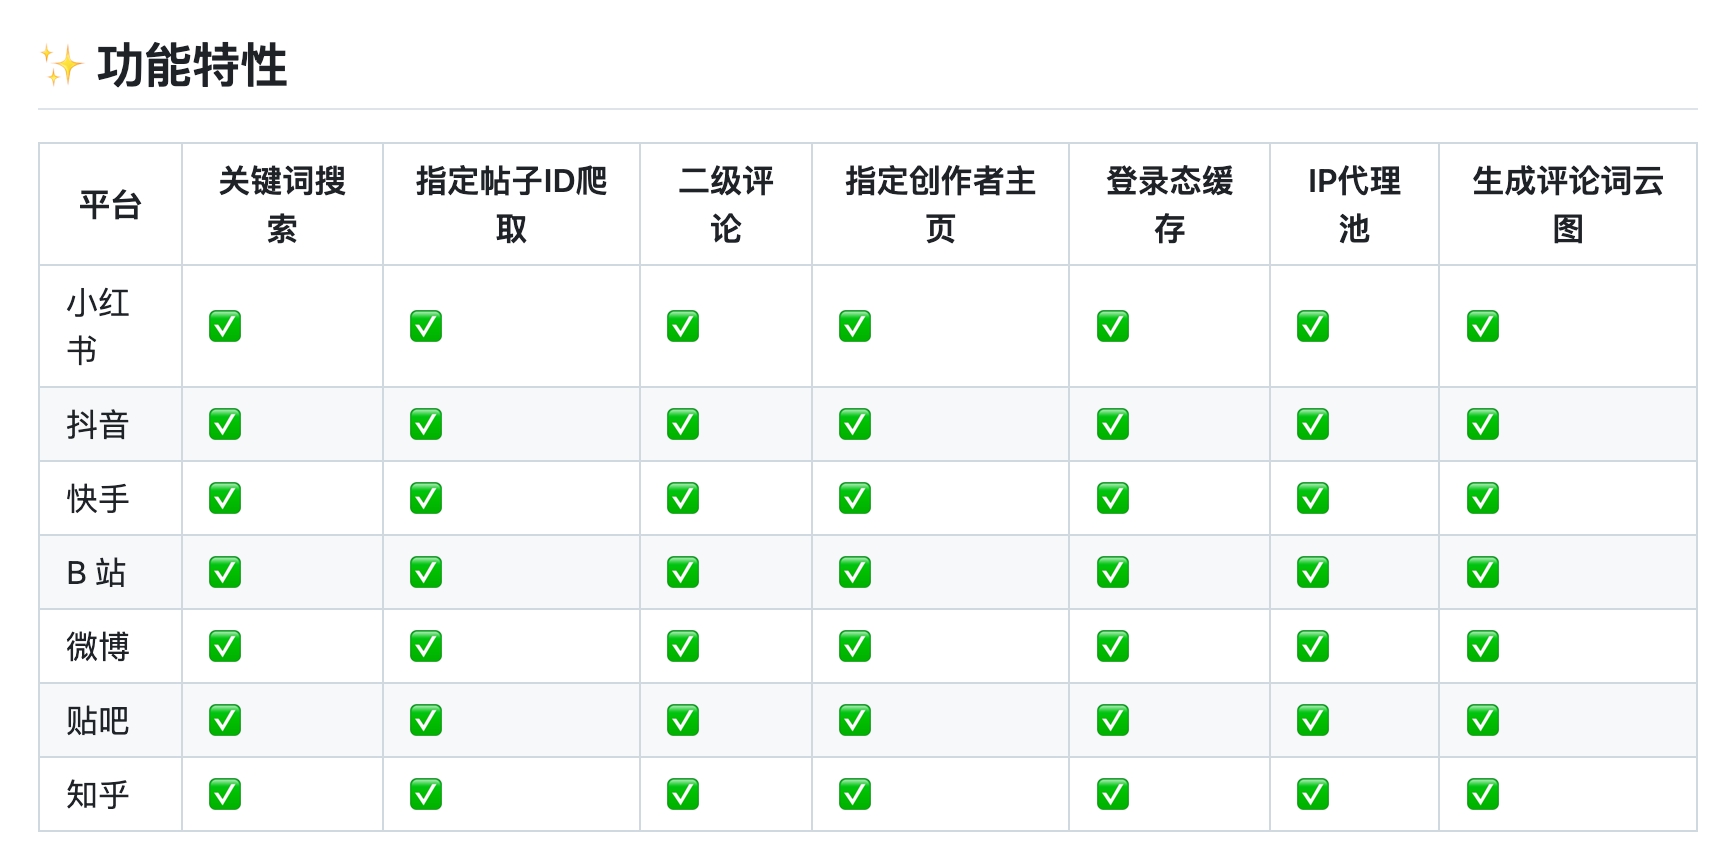 ✨ 功能特性
平台 关键词搜索 指定帖子ID爬取 二级评论 指定创作者主页 登录态缓存 IP代理池 生成评论词云图
小红书 ✅ ✅ ✅ ✅ ✅ ✅ ✅
抖音 ✅ ✅ ✅ ✅ ✅ ✅ ✅
快手 ✅ ✅ ✅ ✅ ✅ ✅ ✅
B 站 ✅ ✅ ✅ ✅ ✅ ✅ ✅
微博 ✅ ✅ ✅ ✅ ✅ ✅ ✅
贴吧 ✅ ✅ ✅ ✅ ✅ ✅ ✅
知乎 ✅ ✅ ✅ ✅ ✅ ✅ ✅